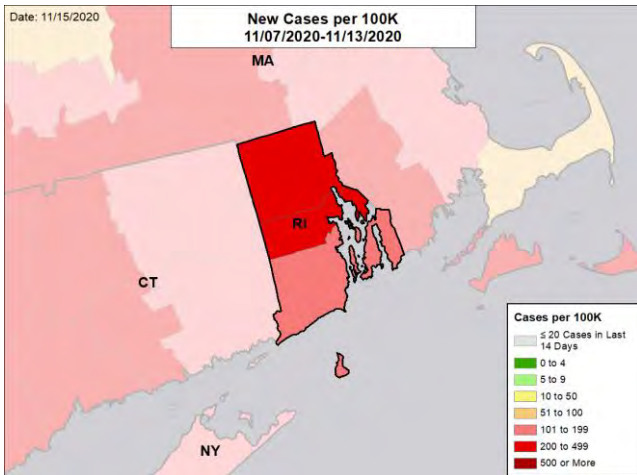 Date: 11/15/2020
New Cases per 100K
11/07/2020-11/13/2020
MA
RI
CT
NY
Cases per 100K
≤ 20 Cases in Last
14 Days
0 to 4
5 to 9
10 to 50
51 to 100
101 to 199
200 to 499
500 or More